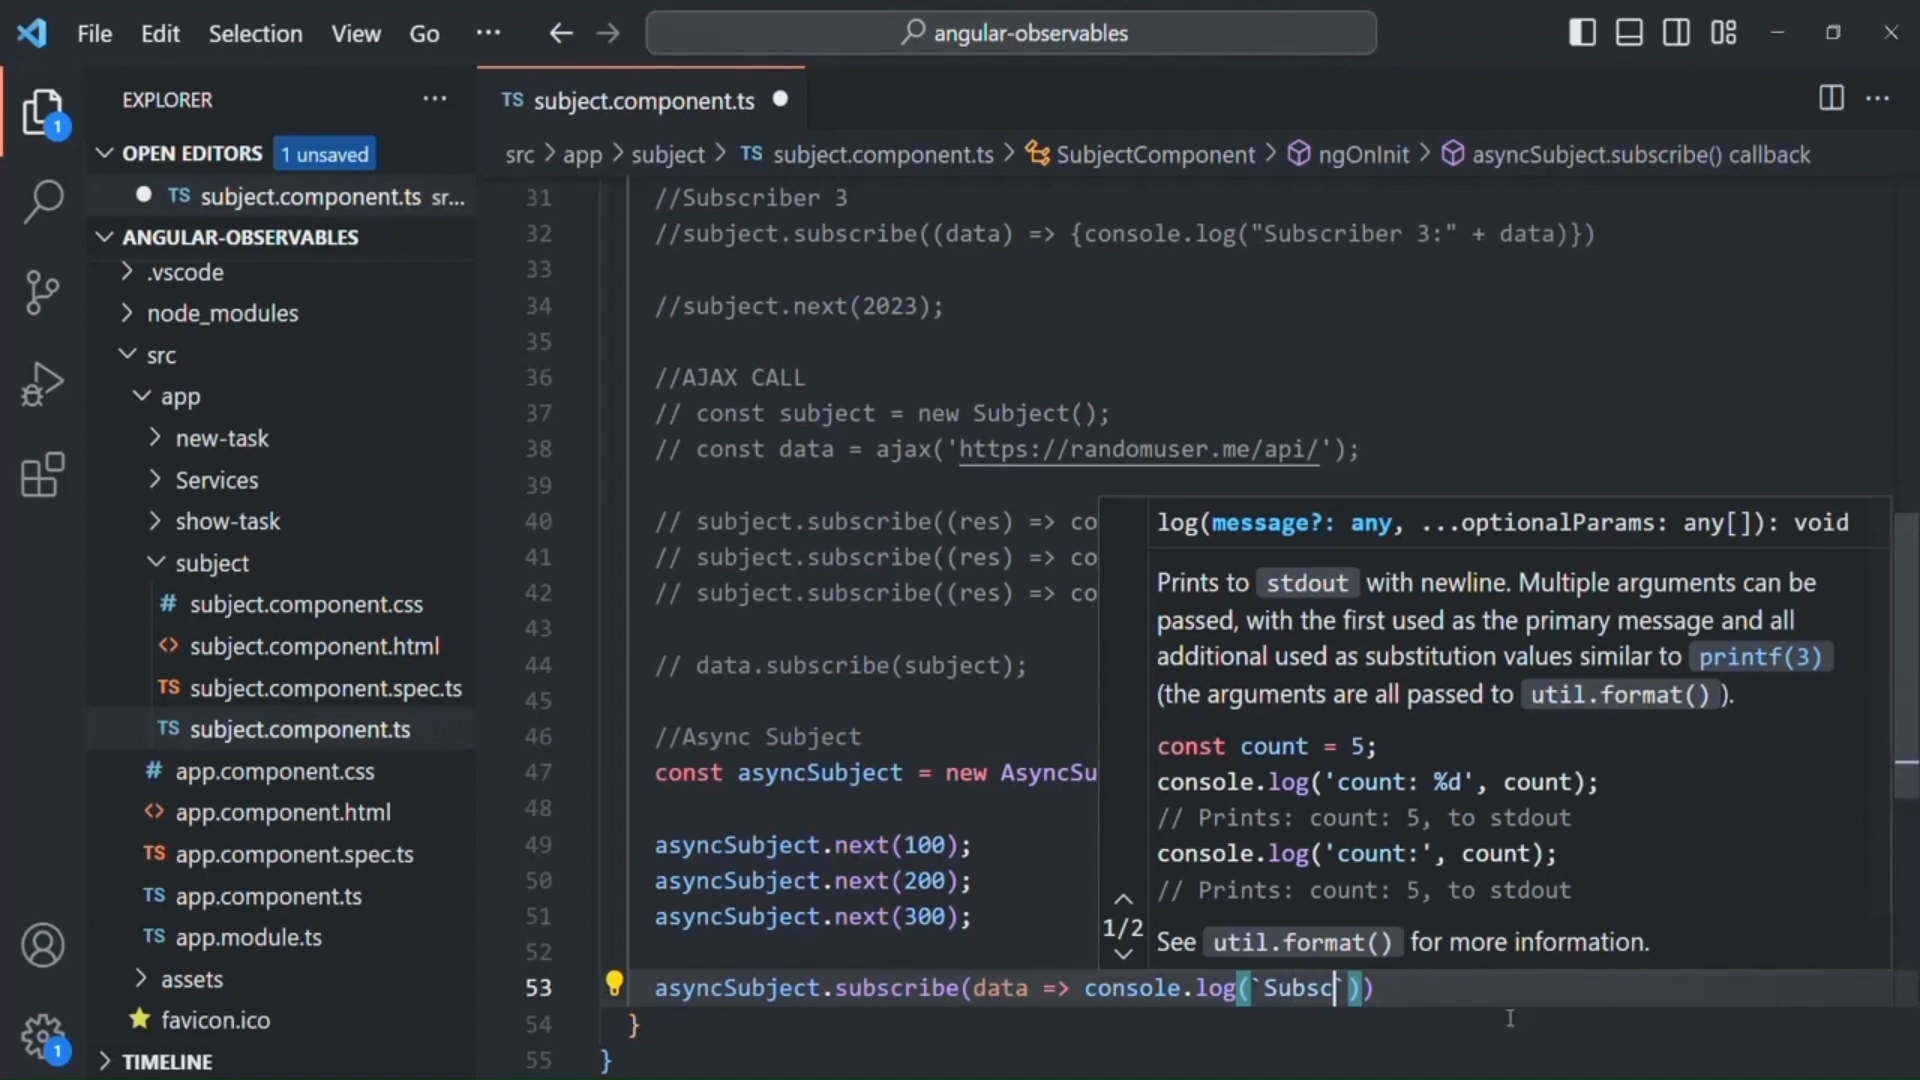 File Edit Selection View Go ··· angular-observables
EXPLORER ···
OPEN EDITORS 1 unsaved
TS subject.component.ts sr...
ANGULAR-OBSERVABLES
.vscode
node_modules
src
app
new-task
Services
show-task
subject
# subject.component.css
<> subject.component.html
TS subject.component.spec.ts
TS subject.component.ts
# app.component.css
<> app.component.html
TS app.component.spec.ts
TS app.component.ts
TS app.module.ts
assets
favicon.ico
TIMELINE
1
1
TS subject.component.ts
src > app > subject > TS subject.component.ts > SubjectComponent > ngOnInit > asyncSubject.subscribe() callback
31 //Subscriber 3
32 //subject.subscribe((data) => {console.log("Subscriber 3:" + data)})
33
34 //subject.next(2023);
35
36 //AJAX CALL
37 // const subject = new Subject();
38 // const data = ajax('https://randomuser.me/api/');
39
40 // subject.subscribe((res) => co
41 // subject.subscribe((res) => co
42 // subject.subscribe((res) => co
43
44 // data.subscribe(subject);
45
46 //Async Subject
47 const asyncSubject = new AsyncSu
48
49 asyncSubject.next(100);
50 asyncSubject.next(200);
51 asyncSubject.next(300);
52
53 asyncSubject.subscribe(data => console.log(`Subsc`))
54 }
55 }
log(message?: any, ...optionalParams: any[]): void
Prints to stdout with newline. Multiple arguments can be
passed, with the first used as the primary message and all
additional used as substitution values similar to printf(3)
(the arguments are all passed to util.format() ).
const count = 5;
console.log('count: %d', count);
// Prints: count: 5, to stdout
console.log('count:', count);
// Prints: count: 5, to stdout
1/2
See util.format() for more information.